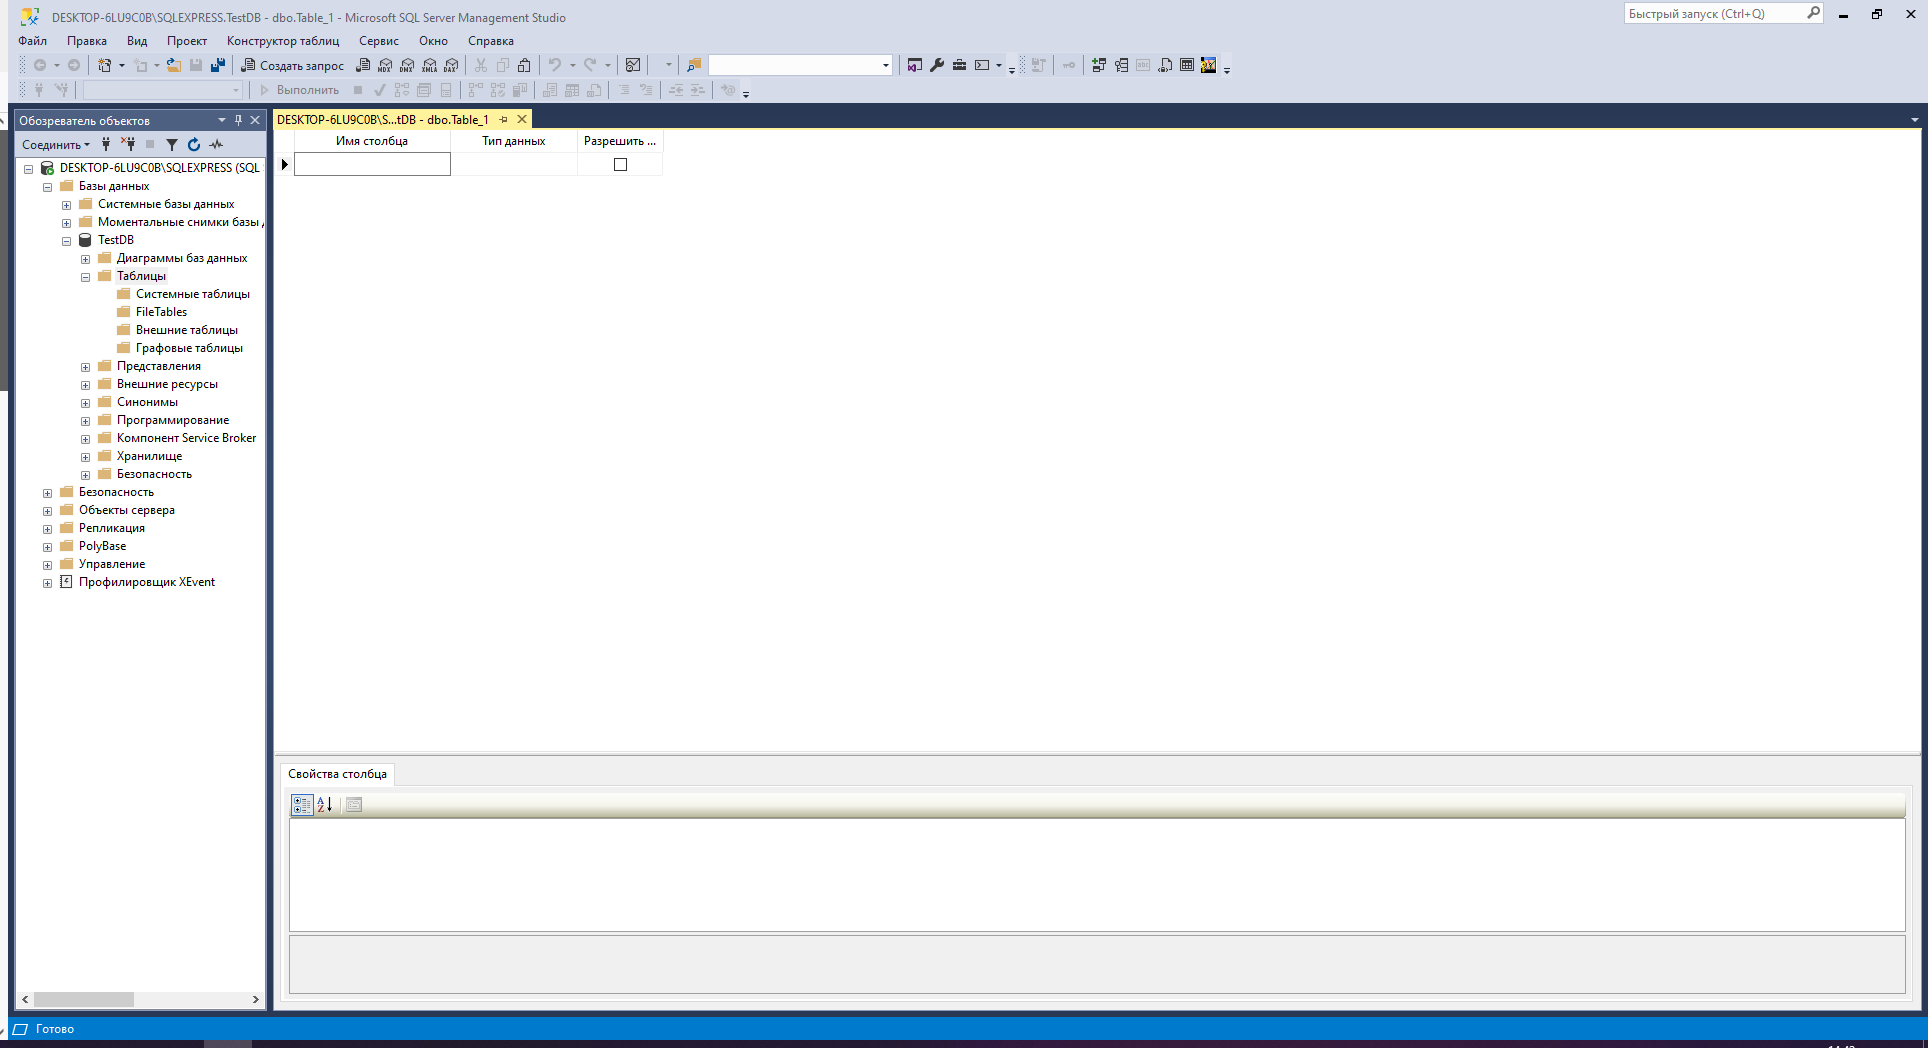 DESKTOP-6LU9C0B\SQLEXPRESS.TestDB - dbo.Table_1 - Microsoft SQL Server Management Studio
Быстрый запуск (Ctrl+Q)
Файл Правка Вид Проект Конструктор таблиц Сервис Окно Справка
Создать запрос MDX DMX XMLA DAX
Выполнить
Обозреватель объектов
DESKTOP-6LU9C0B\S...tDB - dbo.Table_1
Соединить
Имя столбца Тип данных Разрешить ...
DESKTOP-6LU9C0B\SQLEXPRESS (SQL
Базы данных
Системные базы данных
Моментальные снимки базы
TestDB
Диаграммы баз данных
Таблицы
Системные таблицы
FileTables
Внешние таблицы
Графовые таблицы
Представления
Внешние ресурсы
Синонимы
Программирование
Компонент Service Broker
Хранилище
Безопасность
Безопасность
Объекты сервера
Репликация
PolyBase
Управление
Профилировщик XEvent
Свойства столбца
Готово